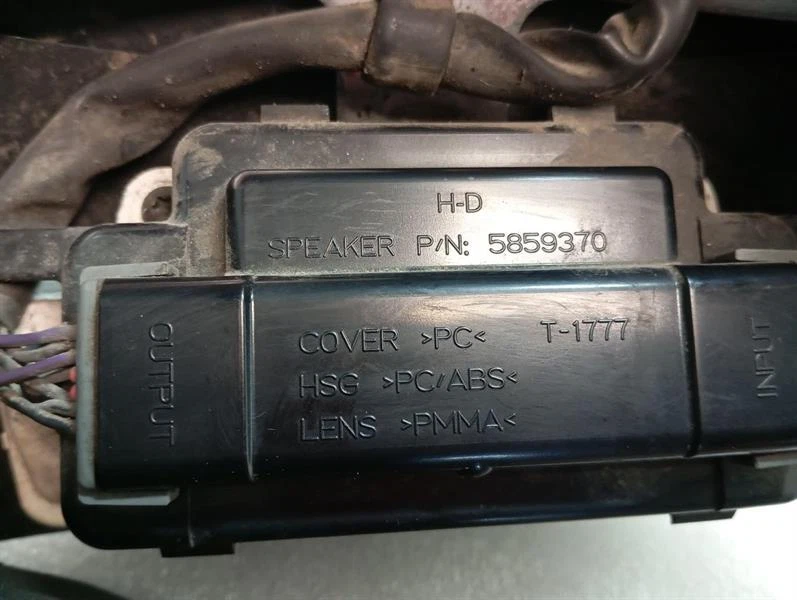 H-D
SPEAKER P/N: 5859370
OUTPUT
COVER >PC< T-1777
HSG >PC/ABS<
LENS >PMMA<
INPUT